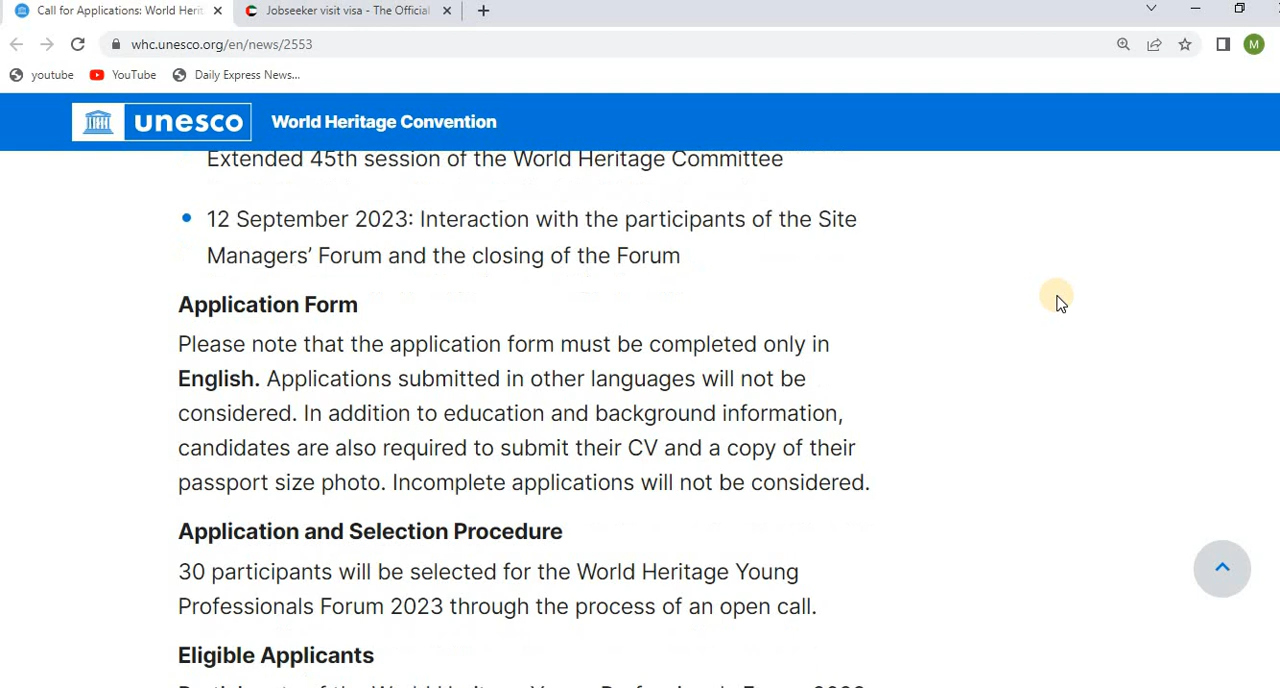 Call for Applications: World Herit
Jobseeker visit visa - The Official
whc.unesco.org/en/news/2553
M
youtube
YouTube
Daily Express News...
unesco
World Heritage Convention
Extended 45th session of the World Heritage Committee
12 September 2023: Interaction with the participants of the Site
Managers’ Forum and the closing of the Forum
Application Form
Please note that the application form must be completed only in
English. Applications submitted in other languages will not be
considered. In addition to education and background information,
candidates are also required to submit their CV and a copy of their
passport size photo. Incomplete applications will not be considered.
Application and Selection Procedure
30 participants will be selected for the World Heritage Young
Professionals Forum 2023 through the process of an open call.
Eligible Applicants